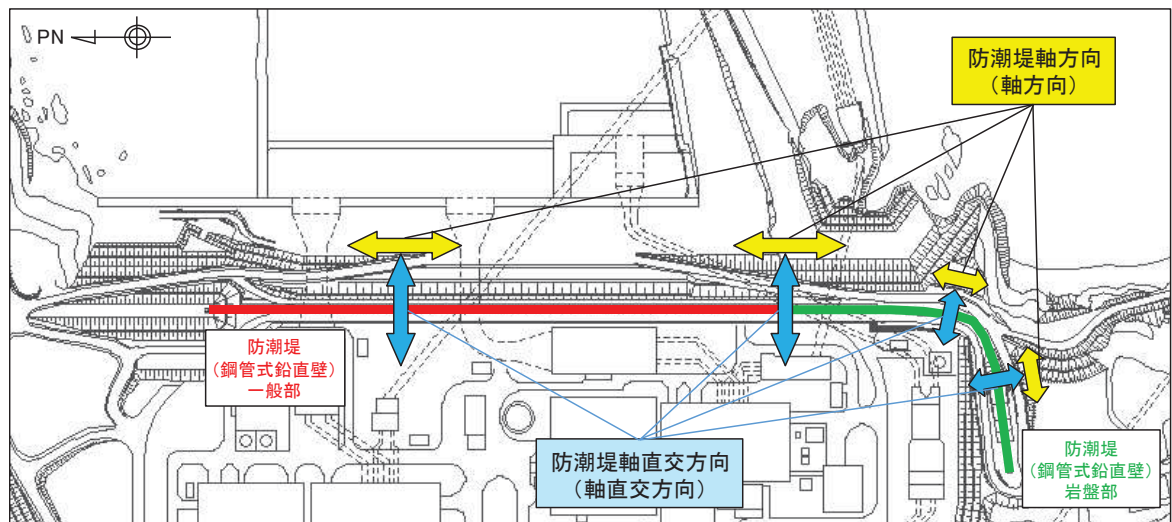 PN
防潮堤軸方向
(軸方向)
防潮堤
(鋼管式鉛直壁)
一般部
防潮堤軸直交方向
(軸直交方向)
防潮堤
(鋼管式鉛直壁)
岩盤部